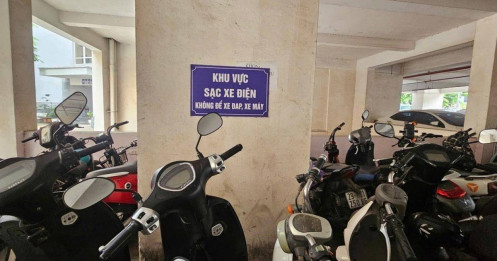 KHU VỰC
SẠC XE ĐIỆN
KHÔNG ĐỂ XE ĐẠP, XE MÁY